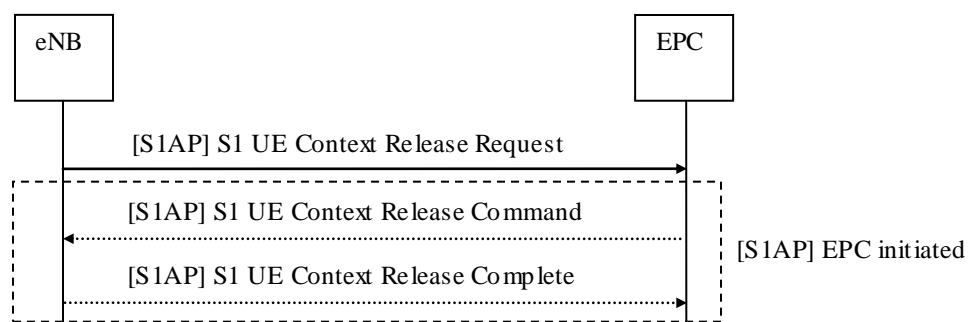 eNB
EPC
[S1AP] S1 UE Context Release Request
[S1AP] S1 UE Context Release Command
[S1AP] EPC initiated
[S1AP] S1 UE Context Release Complete